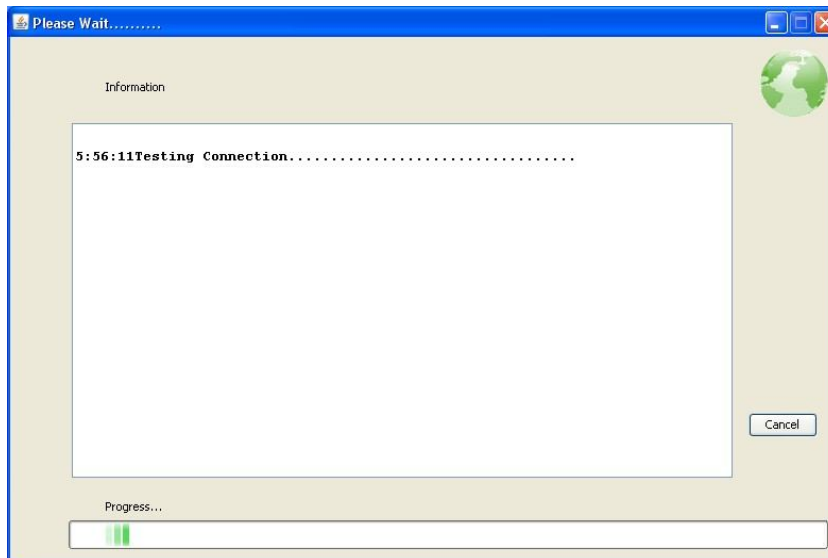 Please Wait..........
Information
5:56:11Testing Connection..................................
Cancel
Progress...